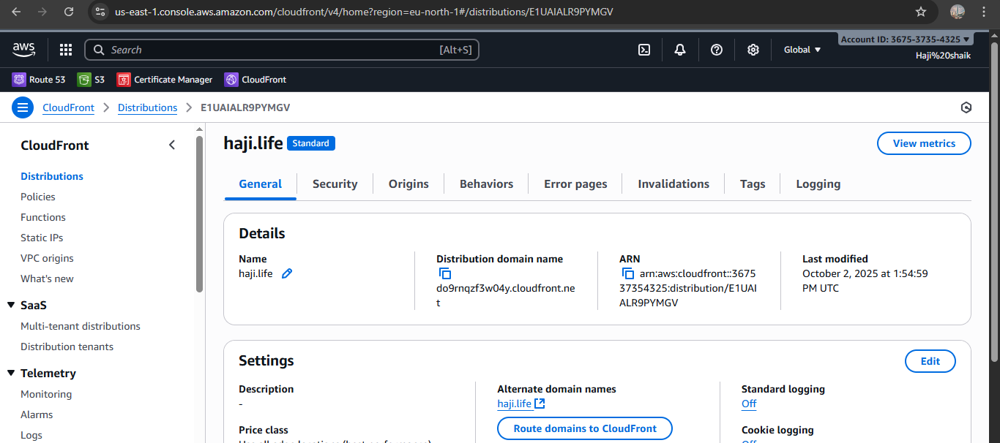 us-east-1.console.aws.amazon.com/cloudfront/v4/home?region=eu-north-1#/distributions/E1UAIALR9PYMGV
aws
Search
[Alt+S]
Global
Account ID: 3675-3735-4325
Haji%20shaik
Route 53
S3
Certificate Manager
CloudFront
CloudFront > Distributions > E1UAIALR9PYMGV
CloudFront
Distributions
Policies
Functions
Static IPs
VPC origins
What's new
SaaS
Multi-tenant distributions
Distribution tenants
Telemetry
Monitoring
Alarms
Logs
haji.life Standard
View metrics
General
Security
Origins
Behaviors
Error pages
Invalidations
Tags
Logging
Details
Name
haji.life
Distribution domain name
do9rnqzf3w04y.cloudfront.ne
t
ARN
arn:aws:cloudfront::3675
37354325:distribution/E1UAI
ALR9PYMGV
Last modified
October 2, 2025 at 1:54:59
PM UTC
Settings
Edit
Description
-
Price class
Alternate domain names
haji.life
Route domains to CloudFront
Standard logging
Off
Cookie logging
Off